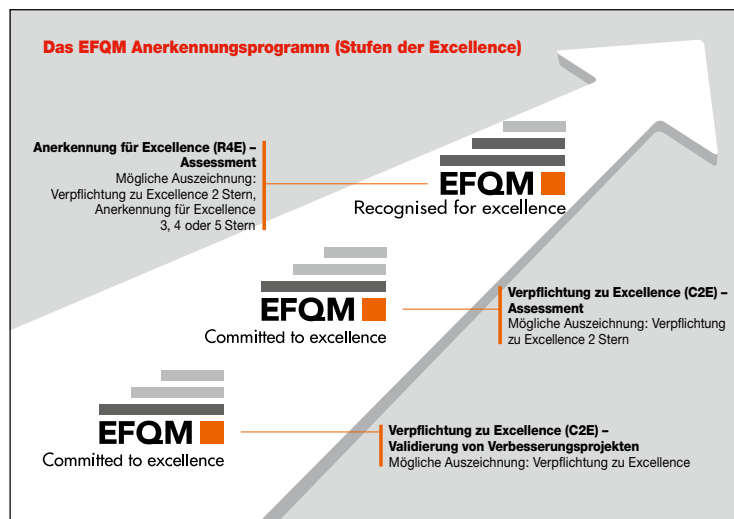 Das EFQM Anerkennungsprogramm (Stufen der Excellence)
Anerkennung für Excellence (R4E) –
Assessment
Mögliche Auszeichnung:
Verpflichtung zu Excellence 2 Stern,
Anerkennung für Excellence
3, 4 oder 5 Stern
EFQM
Recognised for excellence
EFQM
Committed to excellence
Verpflichtung zu Excellence (C2E) –
Assessment
Mögliche Auszeichnung: Verpflichtung
zu Excellence 2 Stern
EFQM
Committed to excellence
Verpflichtung zu Excellence (C2E) –
Validierung von Verbesserungsprojekten
Mögliche Auszeichnung: Verpflichtung zu Excellence